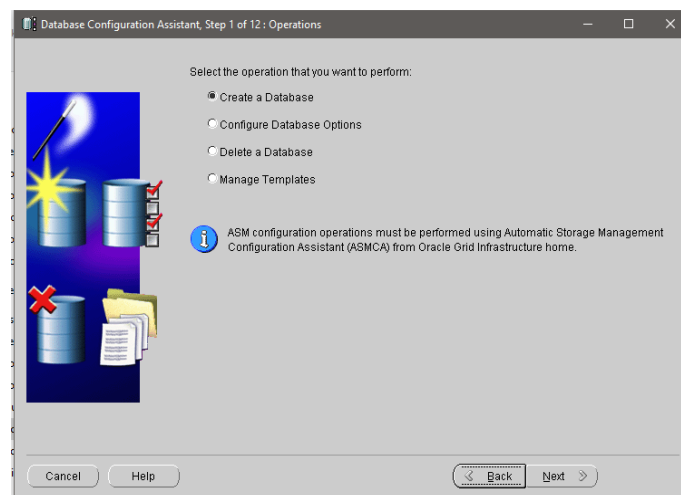 Database Configuration Assistant, Step 1 of 12 : Operations
Select the operation that you want to perform:
Create a Database
Configure Database Options
Delete a Database
Manage Templates
ASM configuration operations must be performed using Automatic Storage Management
Configuration Assistant (ASMCA) from Oracle Grid Infrastructure home.
Cancel
Help
Back
Next